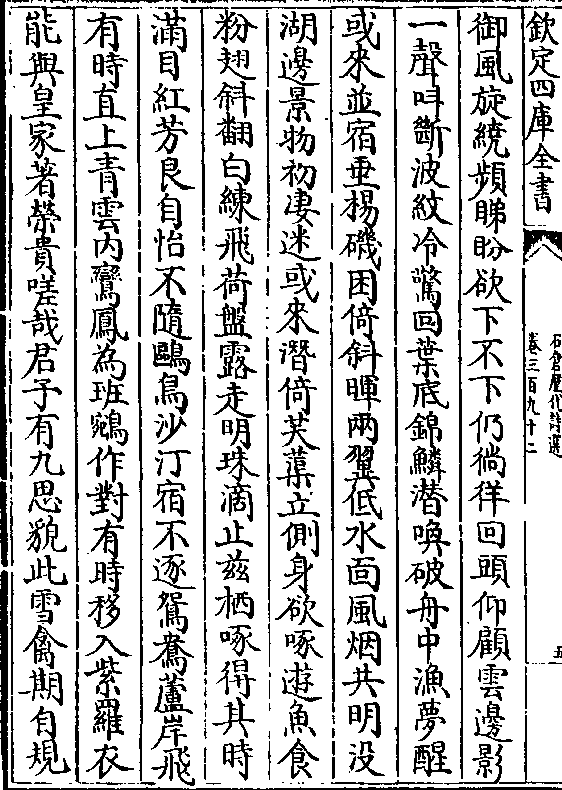 欽定四庫全書
石倉歷代詩選
卷三百九十二
五
御風旋繞頻睇盼欲下不下仍徜徉回頭仰顧雲邊影
一聲呌斷波紋冷驚回葉底錦鱗潜喚破舟中漁夢醒
或來並宿垂楊磯困倚斜暉兩翼低水面風烟共明没
湖邊景物初凄迷或來潛倚芙蕖立側身欲啄遊魚食
粉翅斜翻白練飛荷盤露走明珠滴止兹栖啄得其時
滿目紅芳良自怡不隨鷗鳥沙汀宿不逐鴛鴦蘆岸飛
有時直上青雲内鸞鳳為班鵷作對有時移入紫羅衣
能與皇家著榮貴嗟哉君子有九思貌此雪禽期自規